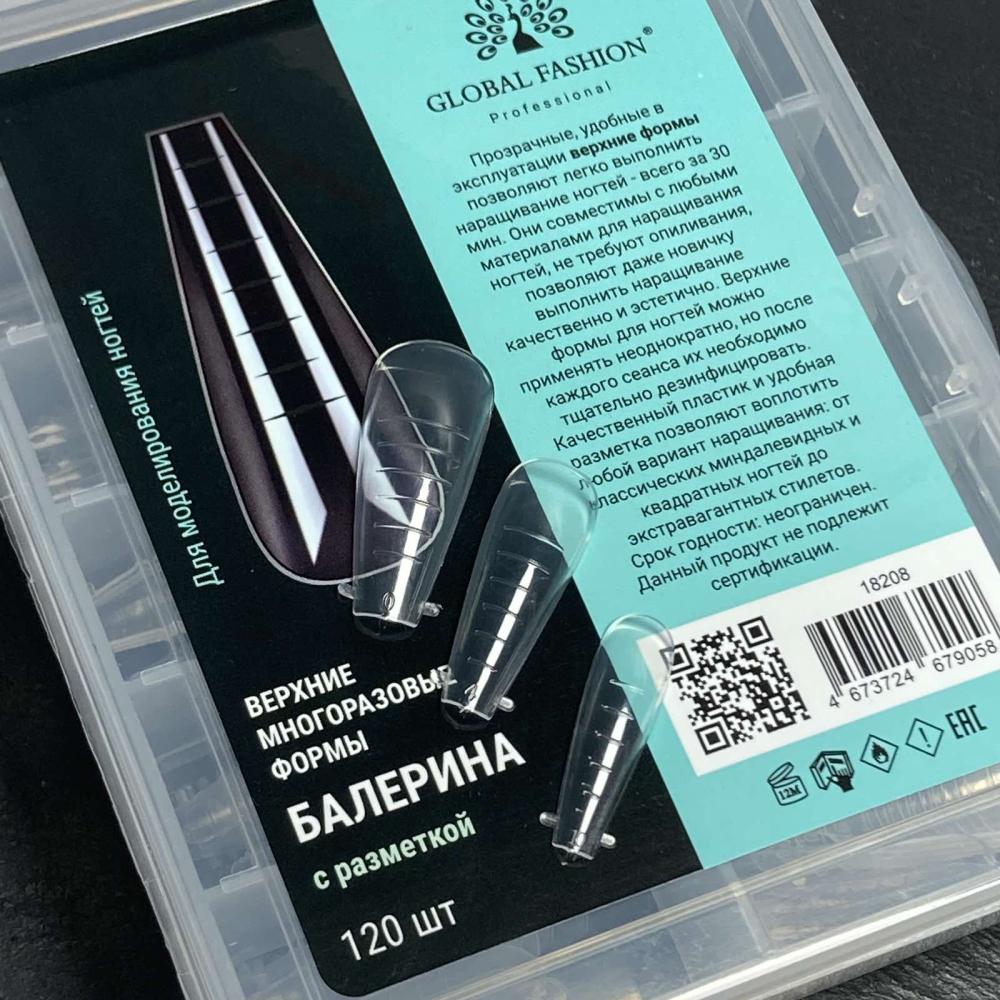 GLOBAL FASHION®
Professional
Прозрачные, удобные в
эксплуатации верхние формы
позволяют легко выполнить
наращивание ногтей - всего за 30
мин. Они совместимы с любыми
материалами для наращивания
ногтей, не требуют опиливания,
позволяют даже новичку
выполнить наращивание
качественно и эстетично. Верхние
формы для ногтей можно
применять неоднократно, но после
каждого сеанса их необходимо
тщательно дезинфицировать.
Качественный пластик и удобная
разметка позволяют воплотить
любой вариант наращивания: от
классических миндалевидных и
квадратных ногтей до
экстравагантных стилетов.
Срок годности: неограничен.
Данный продукт не подлежит
сертификации.
18208
4 673724 679058
12M
EAC
Для моделирования ногтей
ВЕРХНИЕ
МНОГОРАЗОВЫЕ
ФОРМЫ
БАЛЕРИНА
с разметкой
120 шт